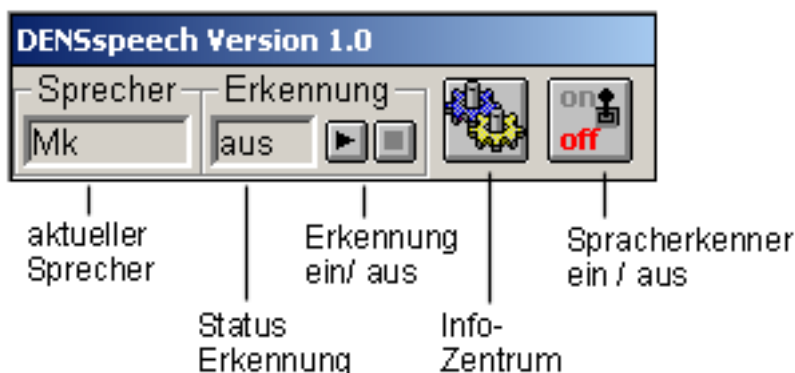 DENSspeech Version 1.0
Sprecher Erkennung
Mk aus on
off
aktueller
Sprecher
Erkennung
ein/ aus
Spracherkenner
ein / aus
Status
Erkennung
Info-
Zentrum